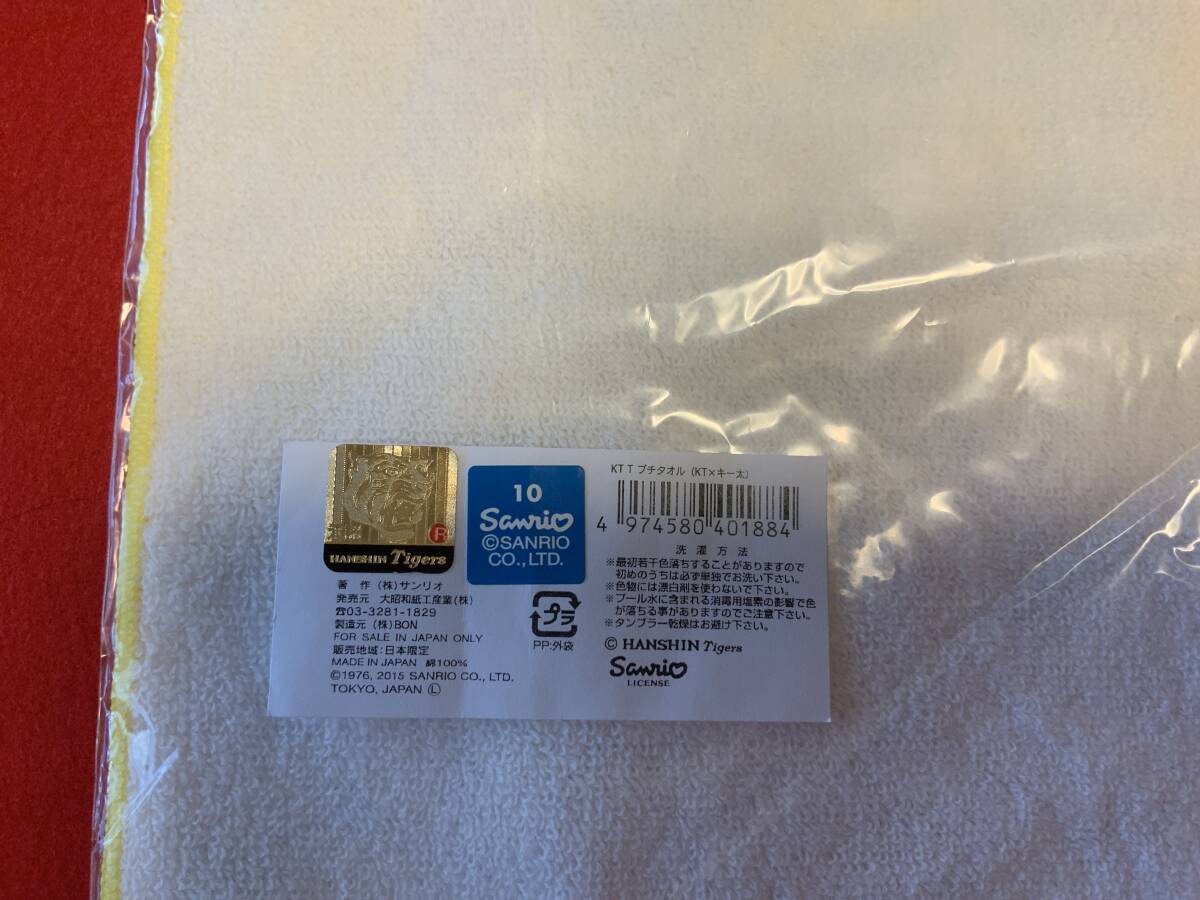 HANSHIN Tigers
R
著 作 (株)サンリオ
発売元 大昭和紙工産業(株)
☎03-3281-1829
製造元 (株)BON
FOR SALE IN JAPAN ONLY
販売地域:日本限定
MADE IN JAPAN 綿100%
©1976, 2015 SANRIO CO., LTD.
TOKYO, JAPAN Ⓛ
10
Sanrio
©SANRIO
CO.,LTD.
プラ
PP:外袋
KT T プチタオル (KT×キー太)
4 974580 401884
洗 濯 方 法
※最初若干色落ちすることがありますので
初めのうちは必ず単独でお洗い下さい。
※色物には漂白剤を使わないで下さい。
※プール水に含まれる消毒用塩素の影響で色
が落ちる事がありますのでご注意下さい。
※タンブラー乾燥はお避け下さい。
© HANSHIN Tigers
Sanrio
LICENSE